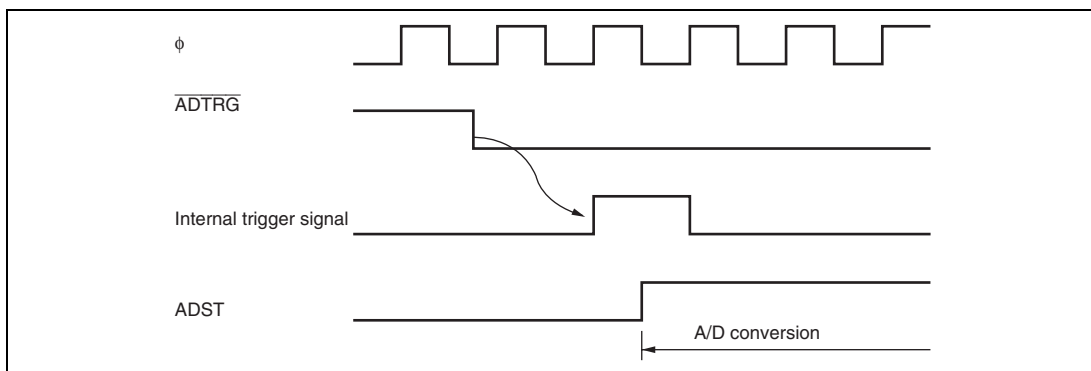 ϕ
ADTRG
Internal trigger signal
ADST
A/D conversion